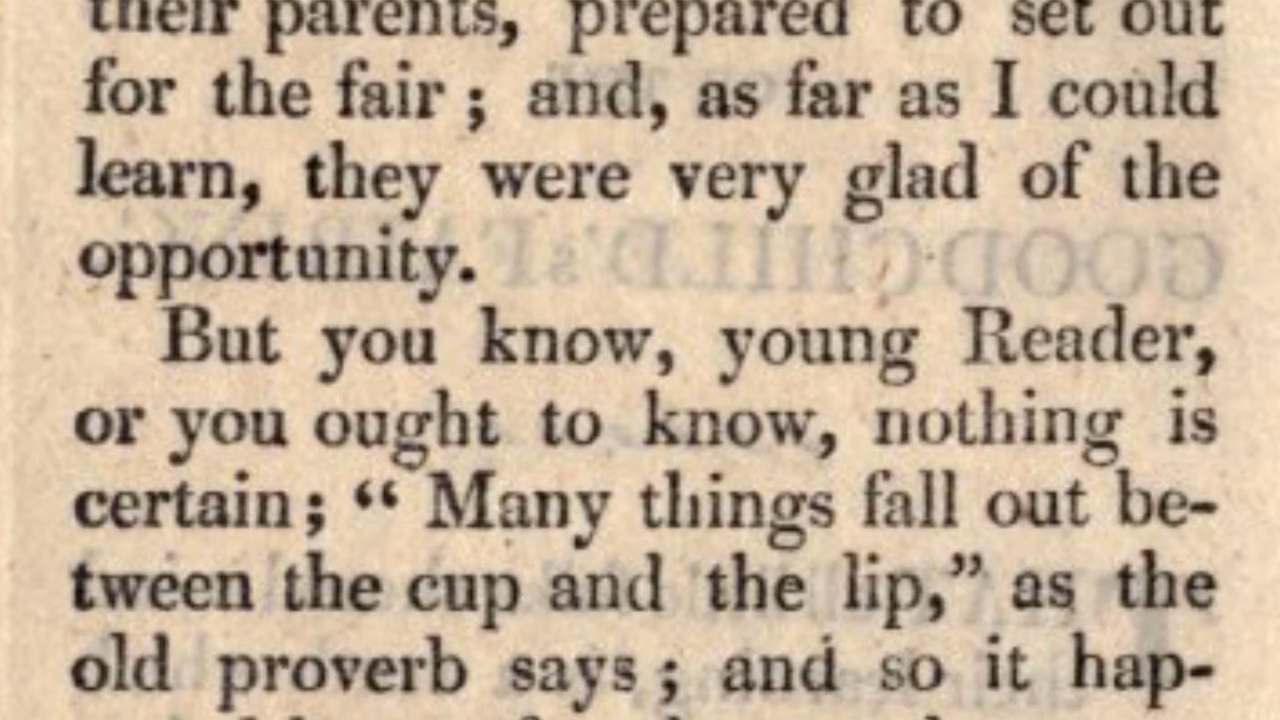 their parents, prepared to set out
for the fair ; and, as far as I could
learn, they were very glad of the
opportunity.
But you know, young Reader,
or you ought to know, nothing is
certain ; “ Many things fall out be-
tween the cup and the lip,” as the
old proverb says ; and so it hap-